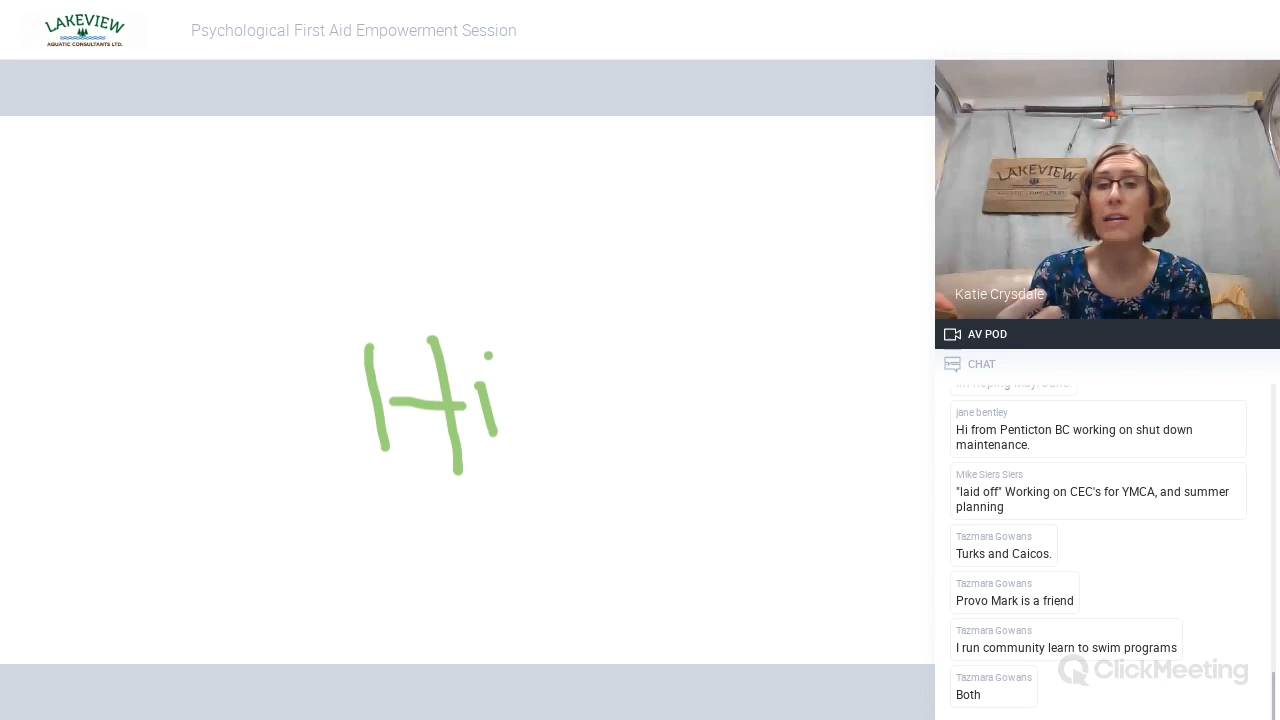 LAKEVIEW
AQUATIC CONSULTANTS LTD.
Psychological First Aid Empowerment Session
Hi
LAKEVIEW
Katie Crysdale
AV POD
CHAT
jane bentley
Hi from Penticton BC working on shut down
maintenance.
Mike Siers Siers
"laid off" Working on CEC's for YMCA, and summer
planning
Tazmara Gowans
Turks and Caicos.
Tazmara Gowans
Provo Mark is a friend
Tazmara Gowans
I run community learn to swim programs
Tazmara Gowans
Both
ClickMeeting